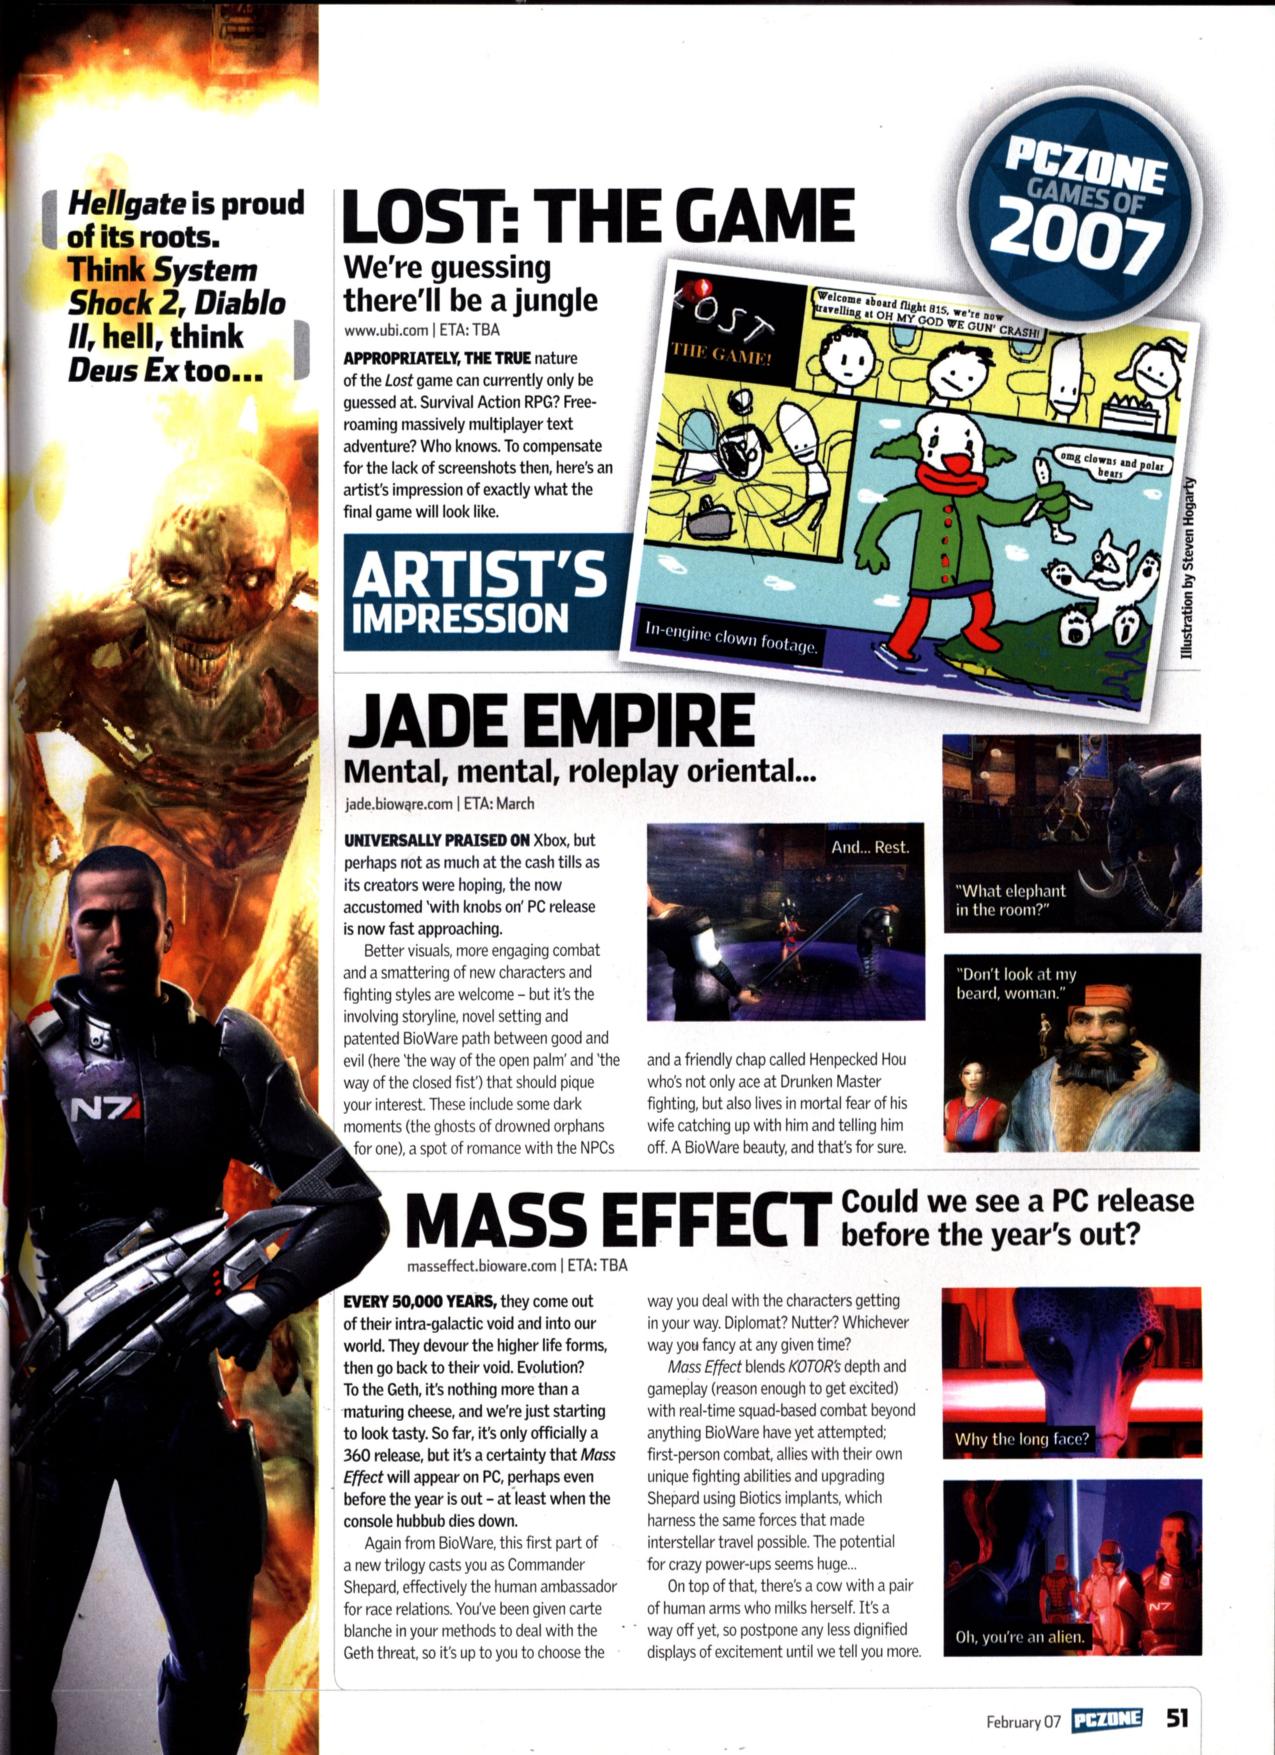 Hellgate is proud
of its roots.
Think System
Shock 2, Diablo
II, hell, think
Deus Ex too...
PCZONE
GAMES OF
2007
LOST: THE GAME
We're guessing
there'll be a jungle
www.ubi.com | ETA: TBA
APPROPRIATELY, THE TRUE nature
of the Lost game can currently only be
guessed at. Survival Action RPG? Free-
roaming massively multiplayer text
adventure? Who knows. To compensate
for the lack of screenshots then, here's an
artist's impression of exactly what the
final game will look like.
ARTIST'S
IMPRESSION
LOST
THE GAME!
Welcome aboard flight 815, we're now
travelling at OH MY GOD WE GUN' CRASH!
omg clowns and polar
bears
In-engine clown footage.
Illustration by Steven Hogarty
JADE EMPIRE
Mental, mental, roleplay oriental...
jade.bioware.com | ETA: March
UNIVERSALLY PRAISED ON Xbox, but
perhaps not as much at the cash tills as
its creators were hoping, the now
accustomed 'with knobs on' PC release
is now fast approaching.
Better visuals, more engaging combat
and a smattering of new characters and
fighting styles are welcome – but it's the
involving storyline, novel setting and
patented BioWare path between good and
evil (here 'the way of the open palm' and 'the
way of the closed fist') that should pique
your interest. These include some dark
moments (the ghosts of drowned orphans
for one), a spot of romance with the NPCs
And... Rest.
and a friendly chap called Henpecked Hou
who's not only ace at Drunken Master
fighting, but also lives in mortal fear of his
wife catching up with him and telling him
off. A BioWare beauty, and that's for sure.
"What elephant
in the room?"
"Don't look at my
beard, woman."
N7
MASS EFFECT
Could we see a PC release
before the year's out?
masseffect.bioware.com | ETA: TBA
EVERY 50,000 YEARS, they come out
of their intra-galactic void and into our
world. They devour the higher life forms,
then go back to their void. Evolution?
To the Geth, it's nothing more than a
maturing cheese, and we're just starting
to look tasty. So far, it's only officially a
360 release, but it's a certainty that Mass
Effect will appear on PC, perhaps even
before the year is out – at least when the
console hubbub dies down.
Again from BioWare, this first part of
a new trilogy casts you as Commander
Shepard, effectively the human ambassador
for race relations. You've been given carte
blanche in your methods to deal with the
Geth threat, so it's up to you to choose the
way you deal with the characters getting
in your way. Diplomat? Nutter? Whichever
way you fancy at any given time?
Mass Effect blends KOTOR's depth and
gameplay (reason enough to get excited)
with real-time squad-based combat beyond
anything BioWare have yet attempted;
first-person combat, allies with their own
unique fighting abilities and upgrading
Shepard using Biotics implants, which
harness the same forces that made
interstellar travel possible. The potential
for crazy power-ups seems huge...
On top of that, there's a cow with a pair
of human arms who milks herself. It's a
way off yet, so postpone any less dignified
displays of excitement until we tell you more.
Why the long face?
N7
Oh, you're an alien.
February 07 PCZONE 51